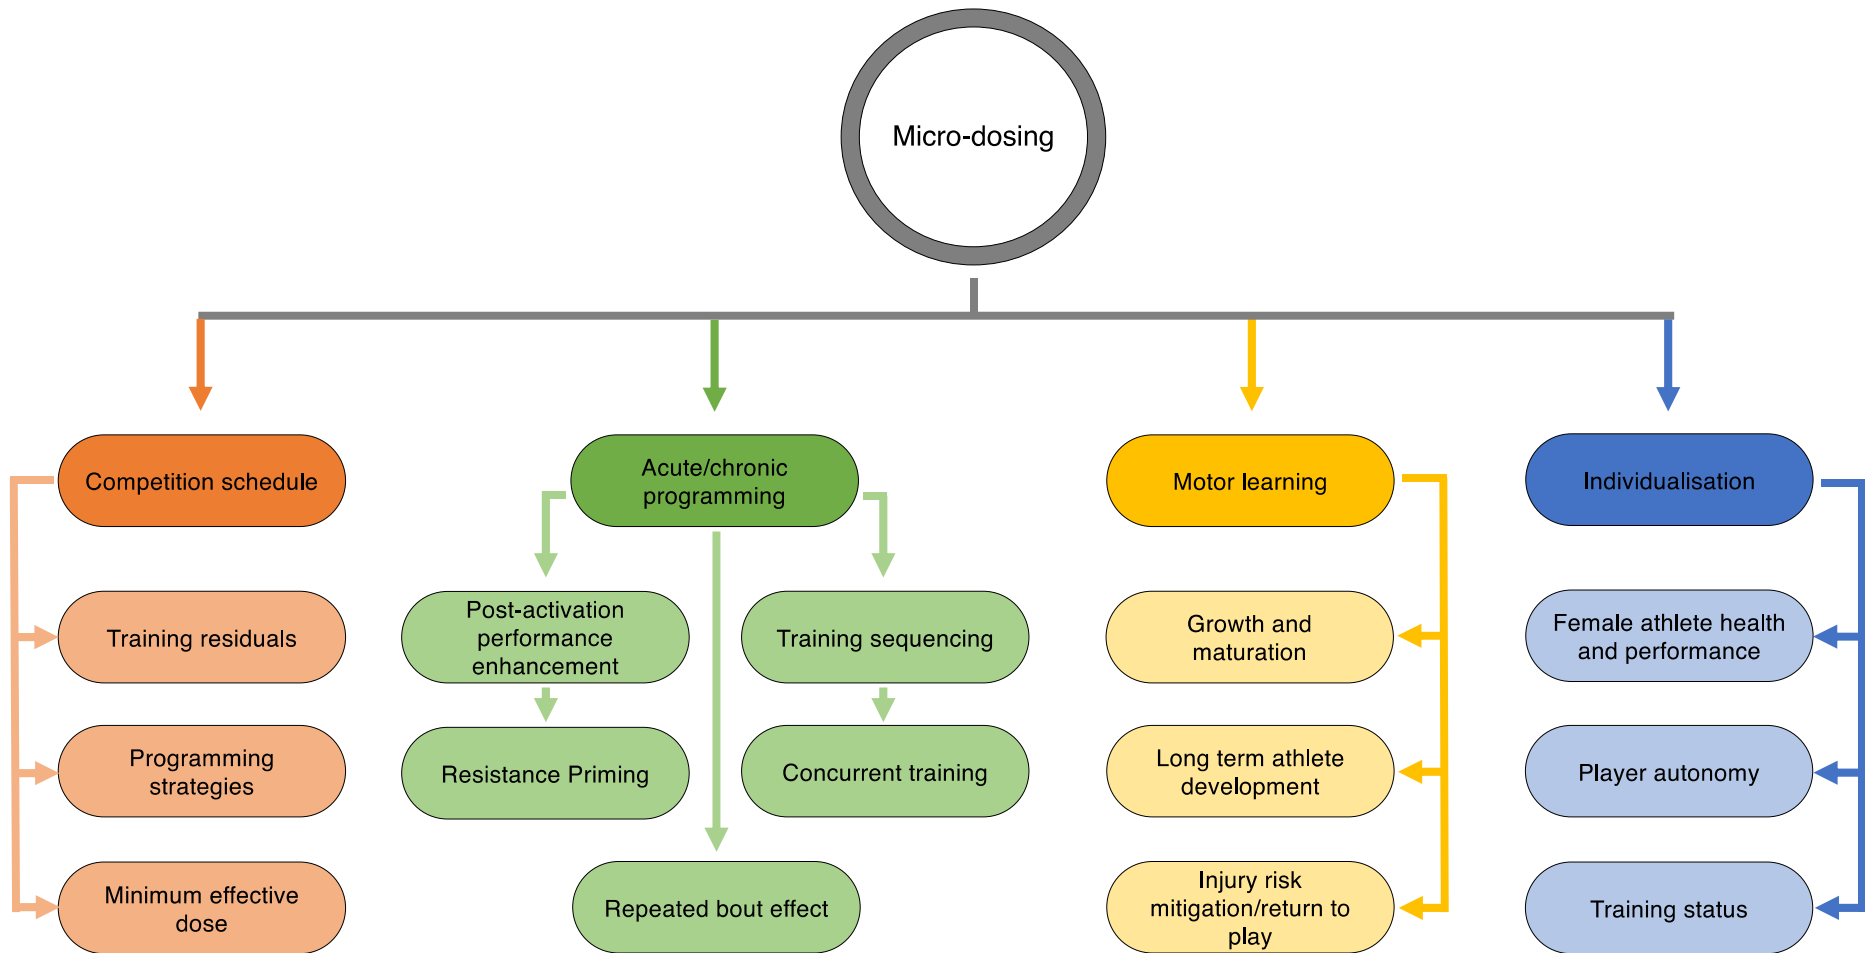 Micro-dosing
Competition schedule
Acute/chronic
programming
Motor learning
Individualisation
Training residuals
Post-activation
performance
enhancement
Training sequencing
Growth and
maturation
Female athlete health
and performance
Programming
strategies
Resistance Priming
Concurrent training
Long term athlete
development
Player autonomy
Minimum effective
dose
Repeated bout effect
Injury risk
mitigation/return to
play
Training status